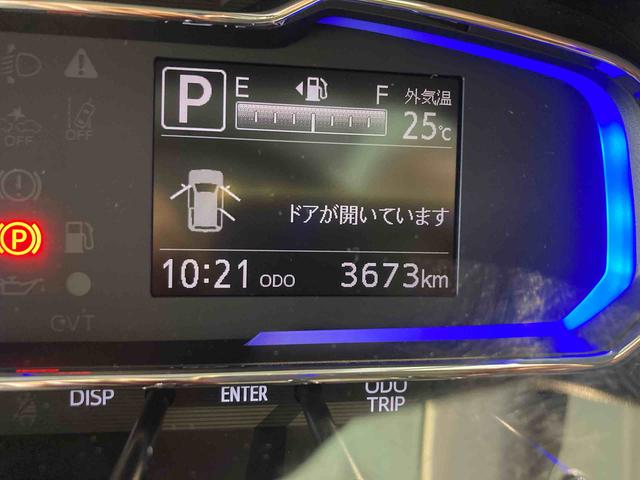 P
E F 外気温
25℃
OFF OFF
ドアが開いています
P
10:21 ODO 3673km
CVT
DISP ENTER ODO
TRIP